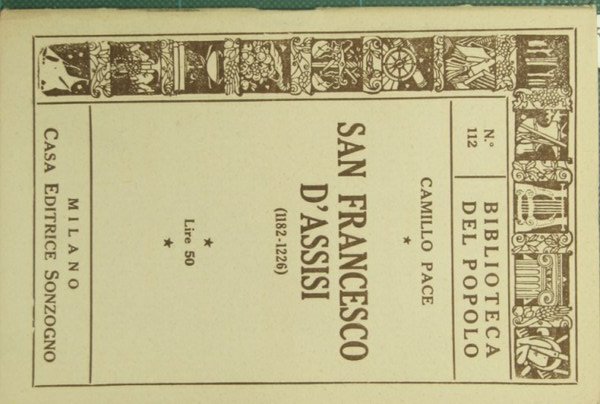 N.° 112
BIBLIOTECA
DEL POPOLO
CAMILLO PACE
SAN FRANCESCO
D'ASSISI
(1182-1226)
Lire 50
MILANO
CASA EDITRICE SONZOGNO